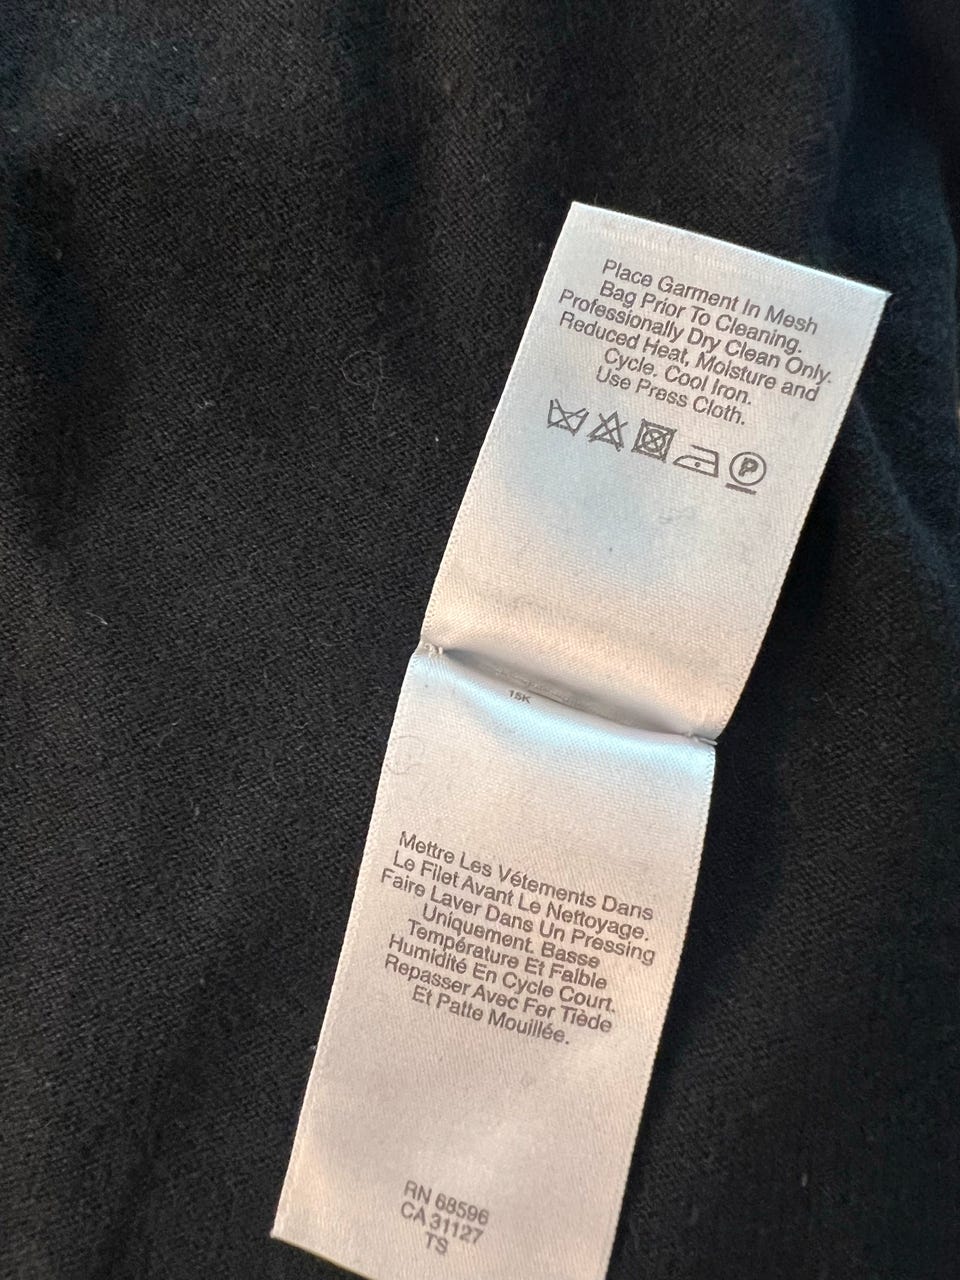 Place Garment In Mesh
Bag Prior To Cleaning.
Professionally Dry Clean Only.
Reduced Heat, Moisture and
Cycle. Cool Iron.
Use Press Cloth.
P
15K
Mettre Les Vêtements Dans
Le Filet Avant Le Nettoyage.
Faire Laver Dans Un Pressing
Uniquement. Basse
Température Et Faible
Humidité En Cycle Court.
Repasser Avec Fer Tiède
Et Patte Mouillée.
RN 68596
CA 31127
TS